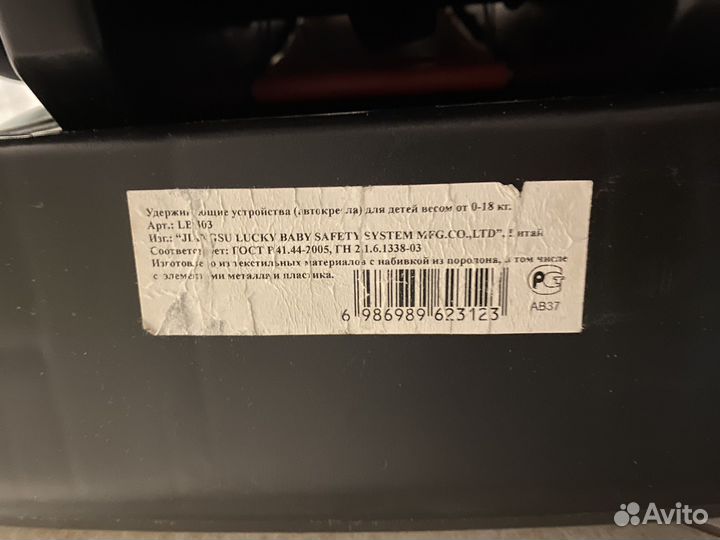 Удерживающие устройства (автокресла) для детей весом от 0-18 кг.
Арт.:
Изг.: "JIANGSU LUCKY BABY SAFETY SYSTEM MFG.CO.,LTD", Китай
Соответствует: ГОСТ Р 41.44-2005, ГН 2.1.6.1338-03
Изготовлено из текстильных материалов с набивкой из поролона, в том числе
с элементами металла и пластика.
6 986989 623123
АВ37
Avito